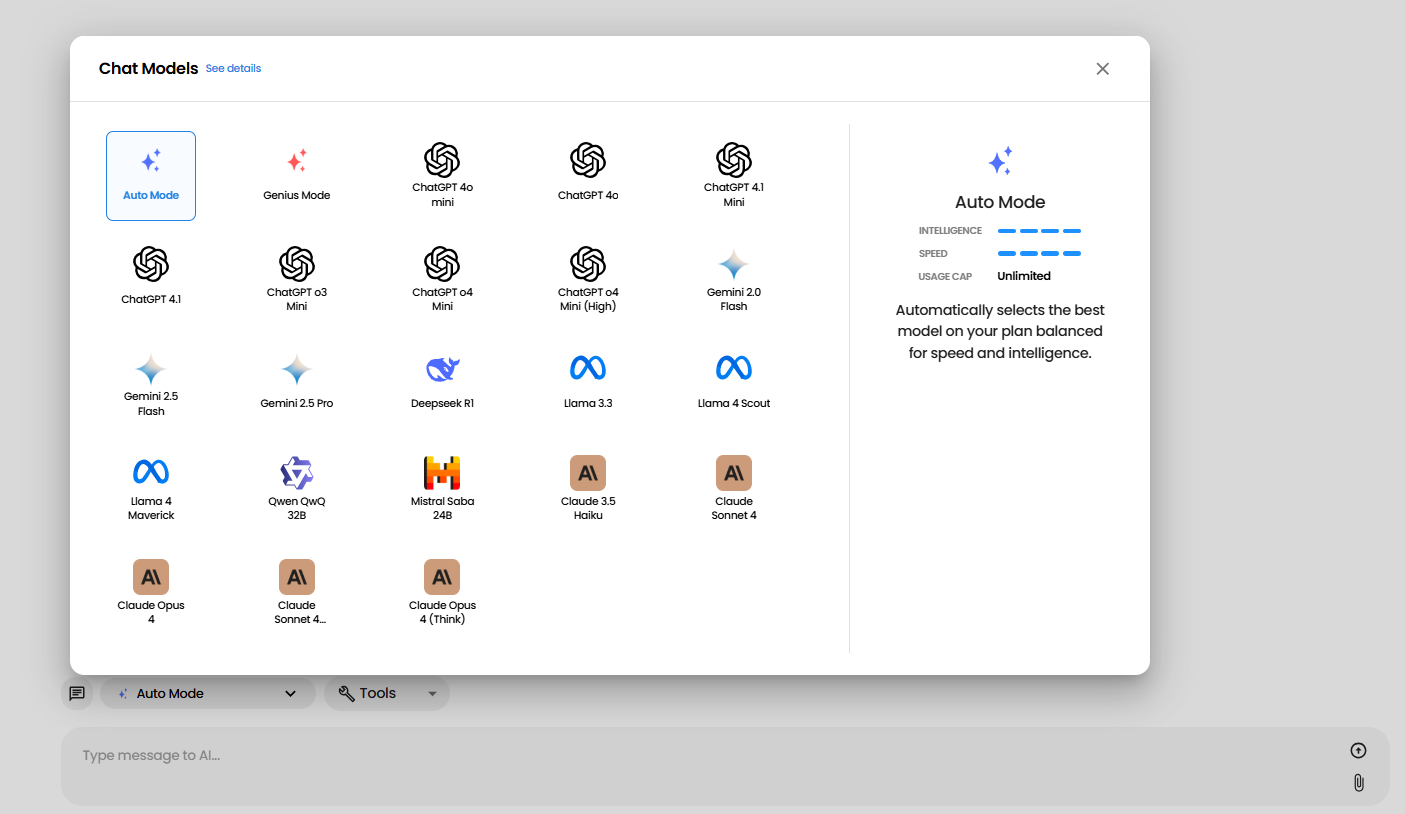 Chat Models See details
Auto Mode
Genius Mode
ChatGPT 4o
mini
ChatGPT 4o
ChatGPT 4.1
Mini
ChatGPT 4.1
ChatGPT o3
Mini
ChatGPT o4
Mini
ChatGPT o4
Mini (High)
Gemini 2.0
Flash
Gemini 2.5
Flash
Gemini 2.5 Pro
Deepseek R1
Llama 3.3
Llama 4 Scout
Llama 4
Maverick
Qwen QwQ
32B
Mistral Saba
24B
Claude 3.5
Haiku
Claude
Sonnet 4
Claude Opus
4
Claude
Sonnet 4...
Claude Opus
4 (Think)
Auto Mode
INTELLIGENCE
SPEED
USAGE CAP Unlimited
Automatically selects the best
model on your plan balanced
for speed and intelligence.
Auto Mode
Tools
Type message to AI...